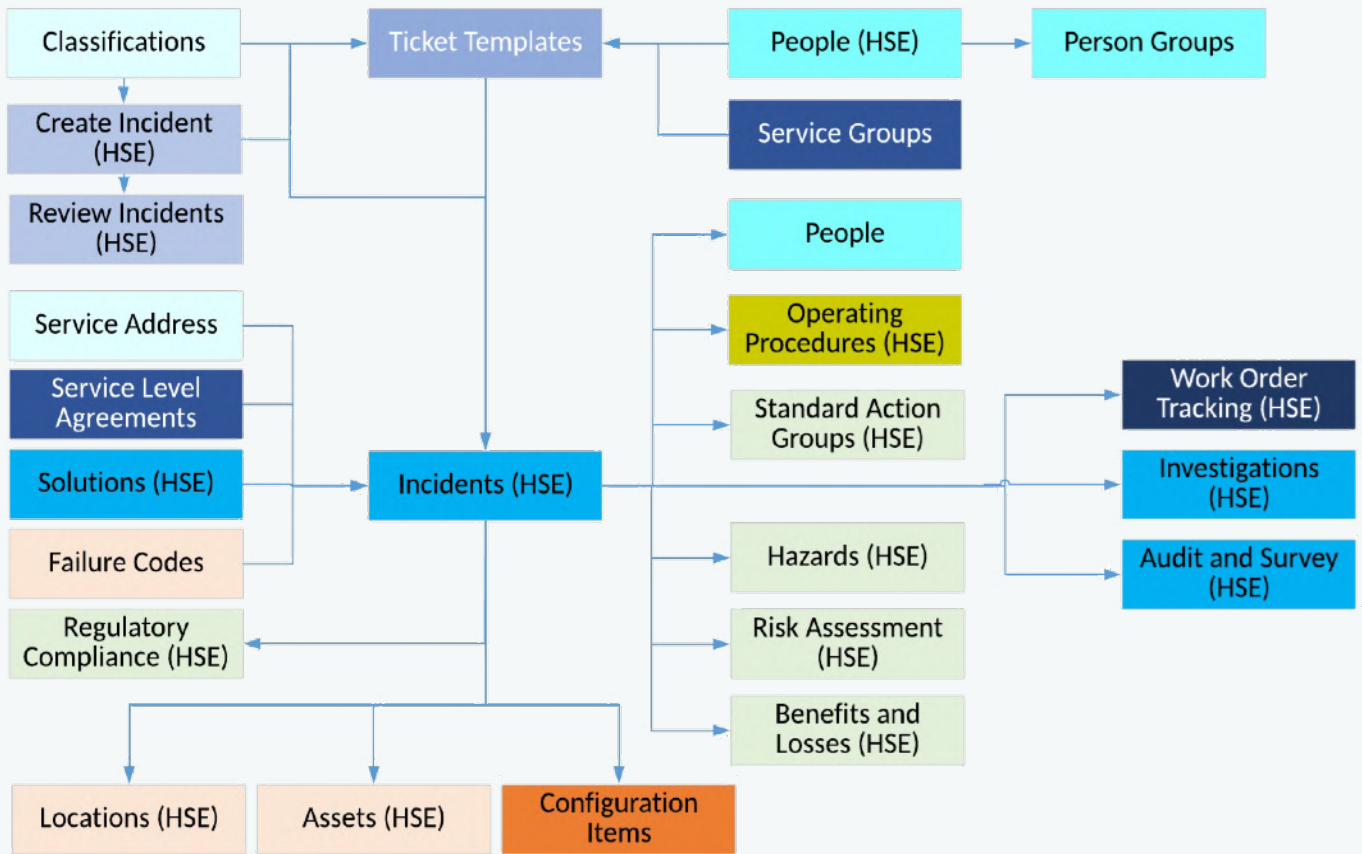 Classifications
Ticket Templates
People (HSE)
Person Groups
Create Incident
(HSE)
Service Groups
Review Incidents
(HSE)
People
Service Address
Operating
Procedures (HSE)
Service Level
Agreements
Standard Action
Groups (HSE)
Work Order
Tracking (HSE)
Solutions (HSE)
Incidents (HSE)
Investigations
(HSE)
Failure Codes
Hazards (HSE)
Audit and Survey
(HSE)
Regulatory
Compliance (HSE)
Risk Assessment
(HSE)
Benefits and
Losses (HSE)
Locations (HSE)
Assets (HSE)
Configuration
Items